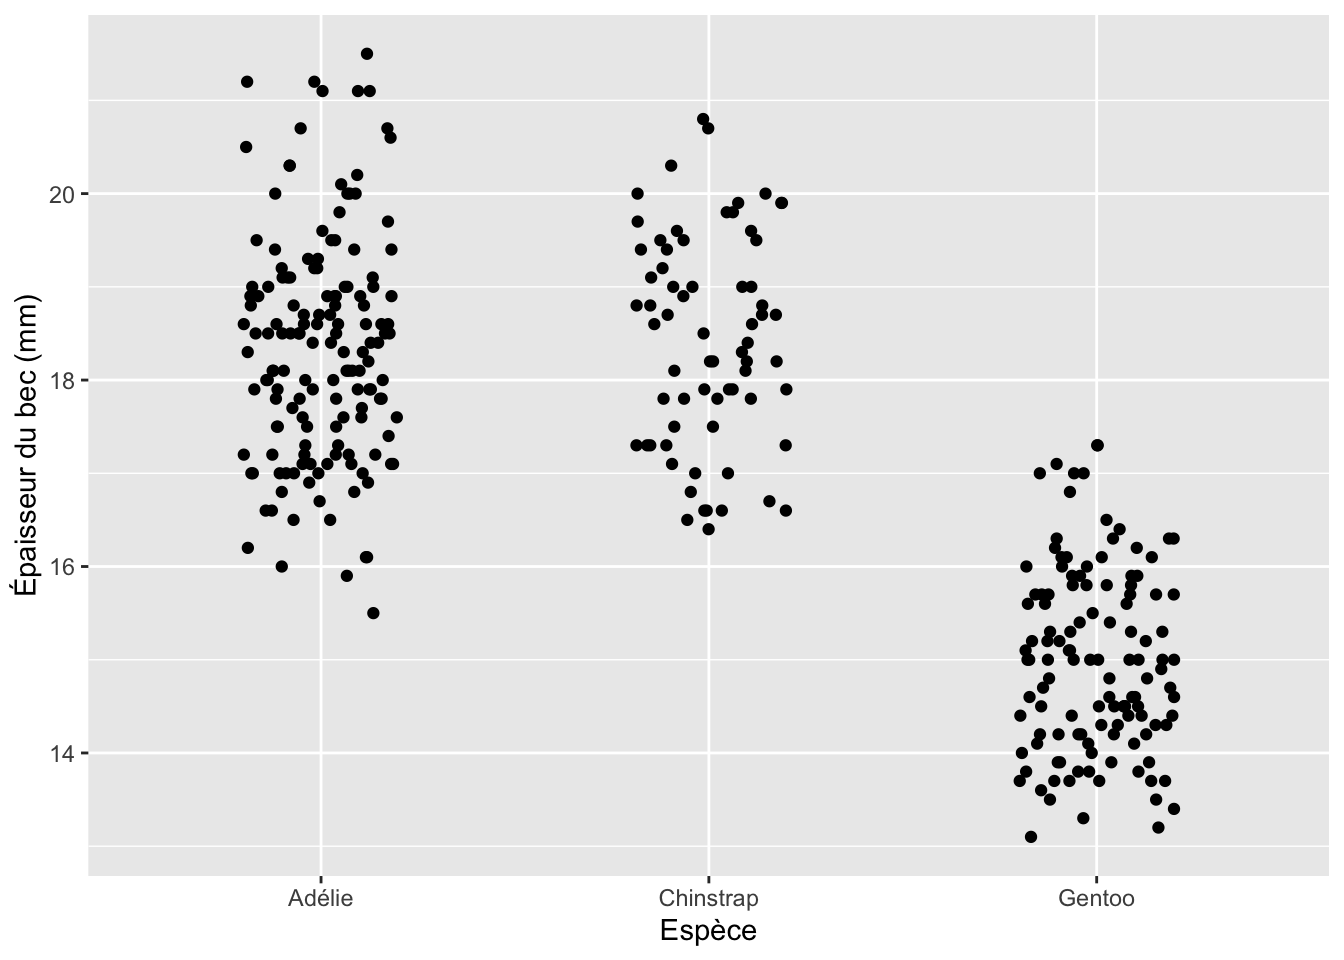 Épaisseur du bec (mm)
20
18
16
14
Adélie
Chinstrap
Gentoo
Espèce